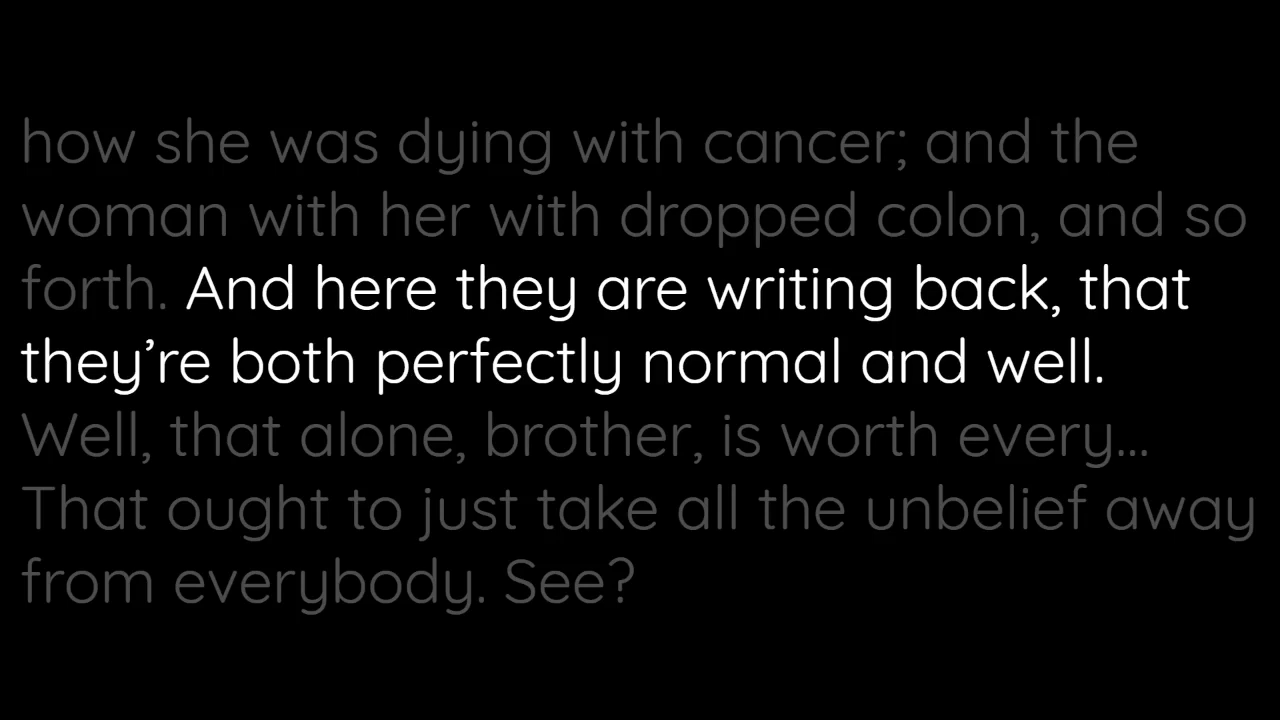 how she was dying with cancer; and the
woman with her with dropped colon, and so
forth. And here they are writing back, that
they’re both perfectly normal and well.
Well, that alone, brother, is worth every...
That ought to just take all the unbelief away
from everybody. See?